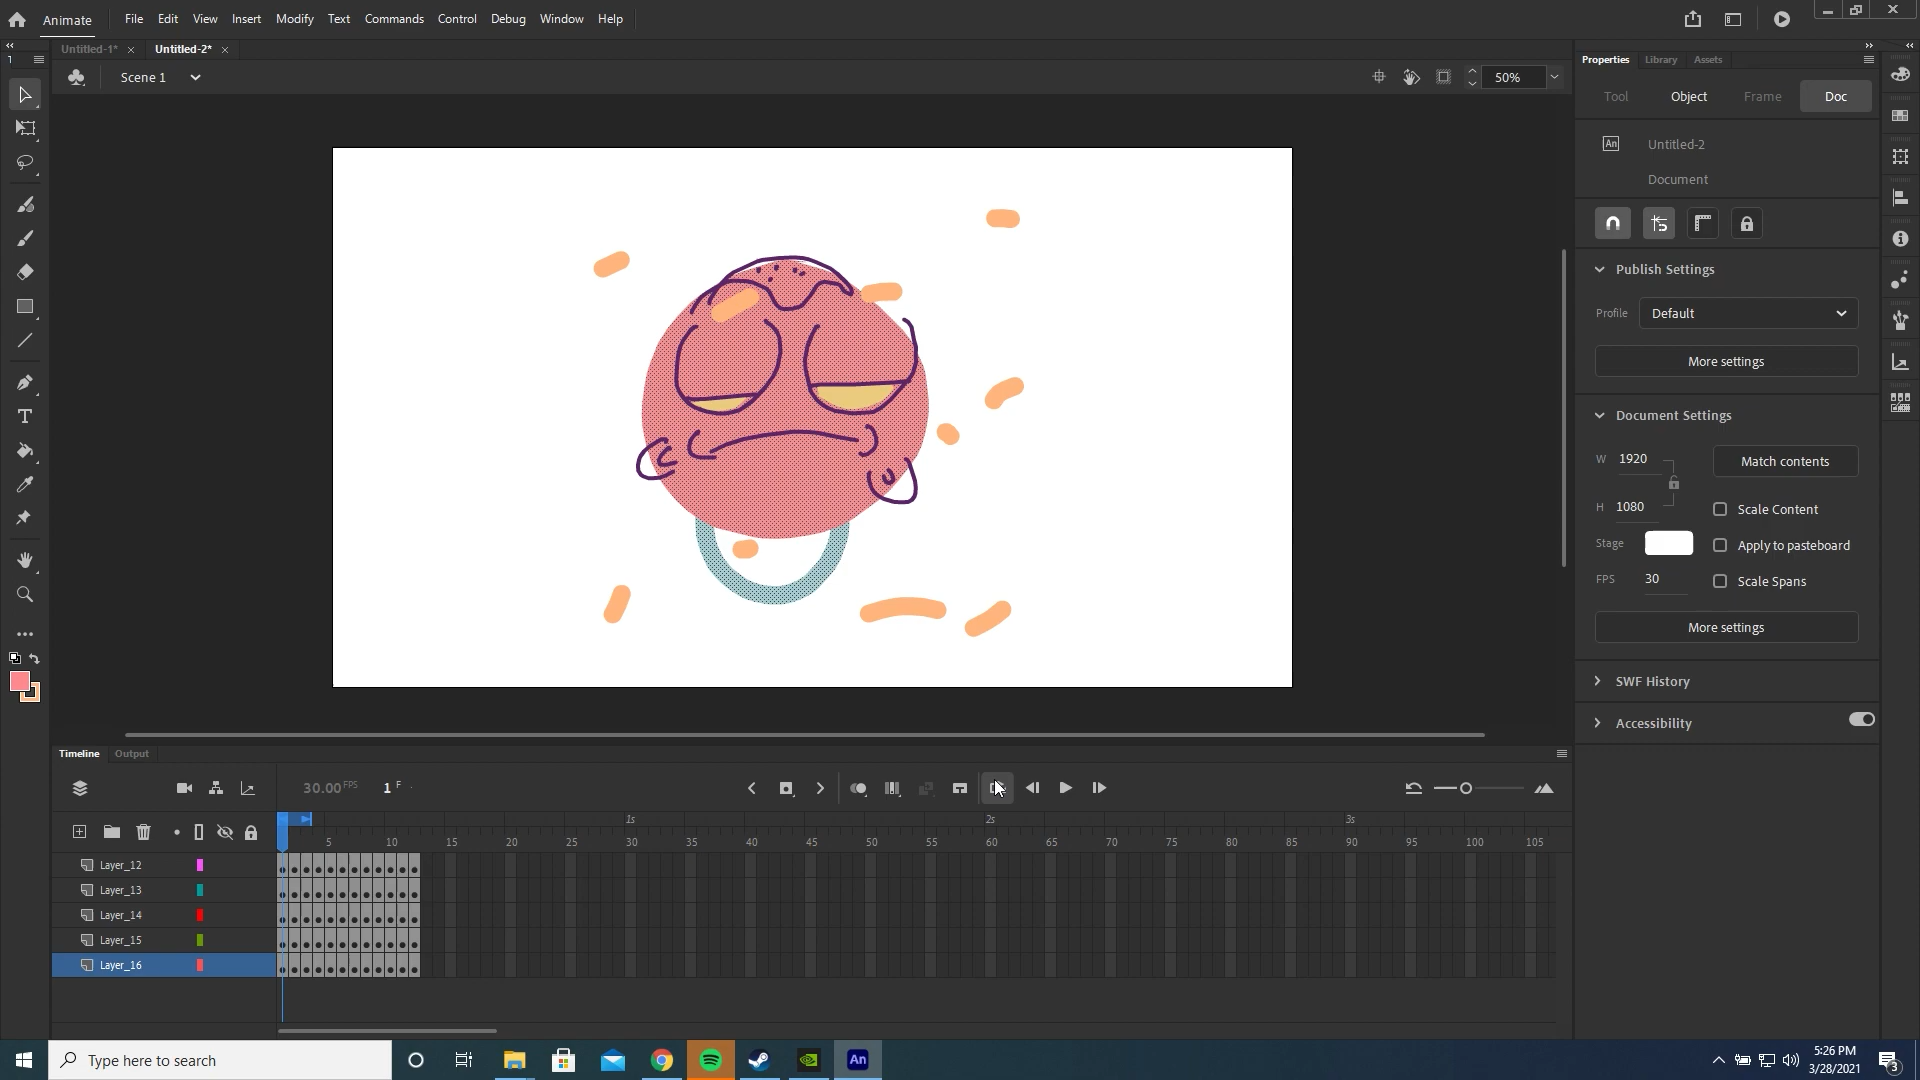 Animate File Edit View Insert Modify Text Commands Control Debug Window Help
Untitled-1* × Untitled-2* ×
Scene 1
50%
Properties Library Assets
Tool Object Frame Doc
An Untitled-2
Document
Publish Settings
Profile Default
More settings
Document Settings
W 1920
Match contents
H 1080
Scale Content
Stage
Apply to pasteboard
FPS 30
Scale Spans
More settings
SWF History
Accessibility
Timeline Output
30.00 FPS 1 F
1s 2s 3s
5 10 15 20 25 30 35 40 45 50 55 60 65 70 75 80 85 90 95 100 105
Layer_12
Layer_13
Layer_14
Layer_15
Layer_16
Type here to search
An
5:26 PM
3/28/2021
3